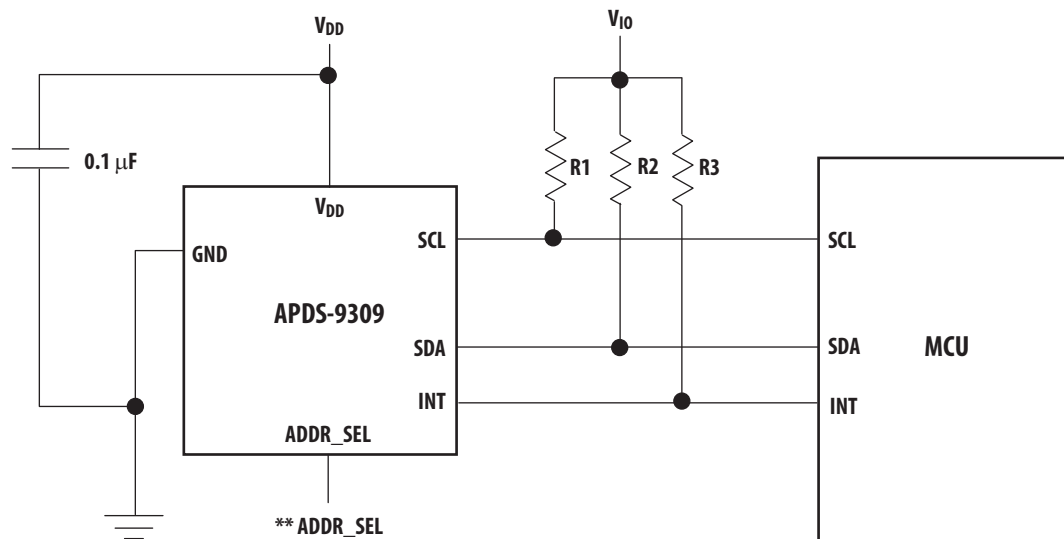 VDD
VIO
0.1 μF
R1
R2
R3
VDD
GND
SCL
SCL
APDS-9309
SDA
SDA
MCU
INT
INT
ADDR_SEL
** ADDR_SEL